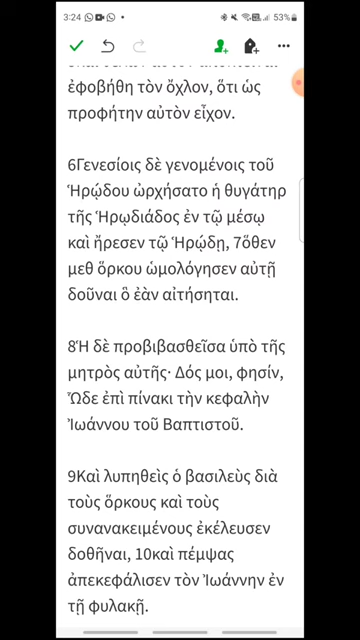 3:24
53%
ἐφοβήθη τὸν ὄχλον, ὅτι ὡς
προφήτην αὐτὸν εἶχον.
6Γενεσίοις δὲ γενομένοις τοῦ
Ἡρῴδου ὠρχήσατο ἡ θυγάτηρ
τῆς Ἡρῳδιάδος ἐν τῷ μέσῳ
καὶ ἤρεσεν τῷ Ἡρῴδῃ, 7ὅθεν
μεθ ὅρκου ὡμολόγησεν αὐτῇ
δοῦναι ὃ ἐὰν αἰτήσηται.
8Ἡ δὲ προβιβασθεῖσα ὑπὸ τῆς
μητρὸς αὐτῆς· Δός μοι, φησίν,
Ὧδε ἐπὶ πίνακι τὴν κεφαλὴν
Ἰωάννου τοῦ Βαπτιστοῦ.
9Καὶ λυπηθεὶς ὁ βασιλεὺς διὰ
τοὺς ὅρκους καὶ τοὺς
συνανακειμένους ἐκέλευσεν
δοθῆναι, 10καὶ πέμψας
ἀπεκεφάλισεν τὸν Ἰωάννην ἐν
τῇ φυλακῇ.